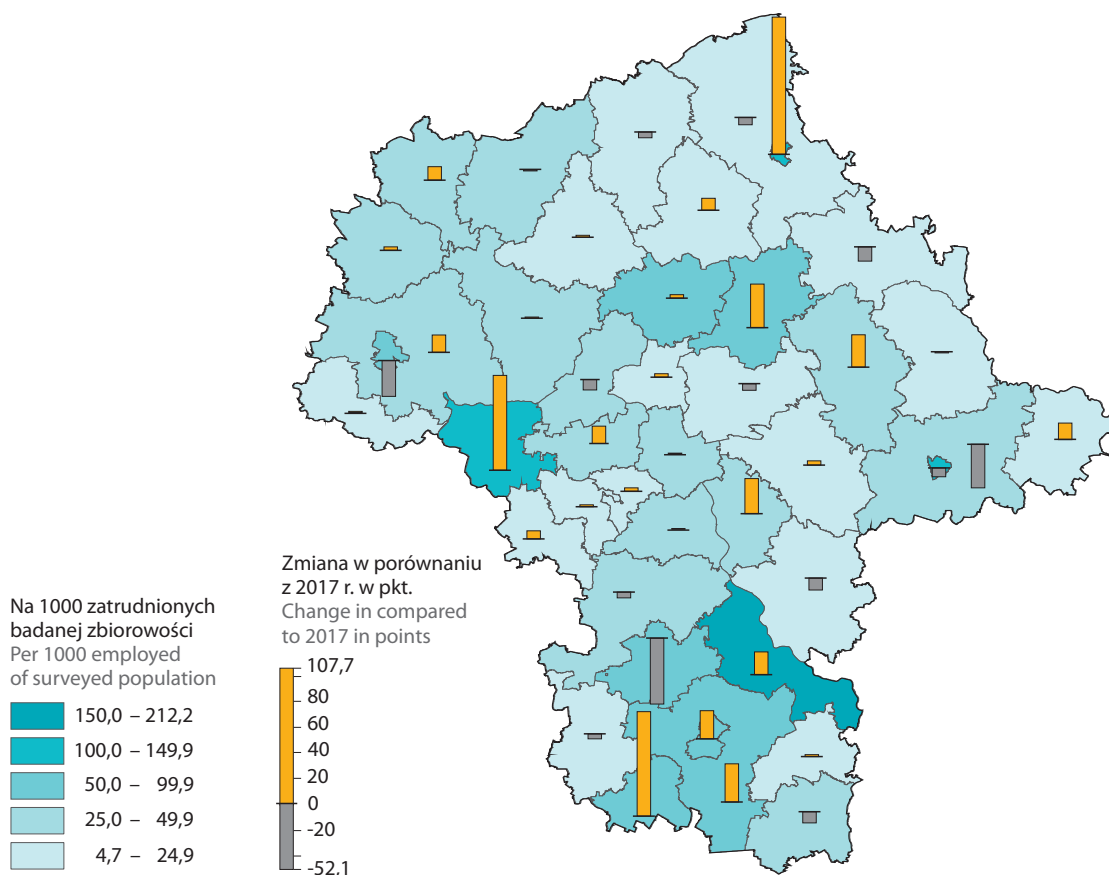 Na 1000 zatrudnionych
badanej zbiorowości
Per 1000 employed
of surveyed population
150,0 – 212,2
100,0 – 149,9
50,0 – 99,9
25,0 – 49,9
4,7 – 24,9
Zmiana w porównaniu
z 2017 r. w pkt.
Change in compared
to 2017 in points
107,7
80
60
40
20
0
-20
-52,1